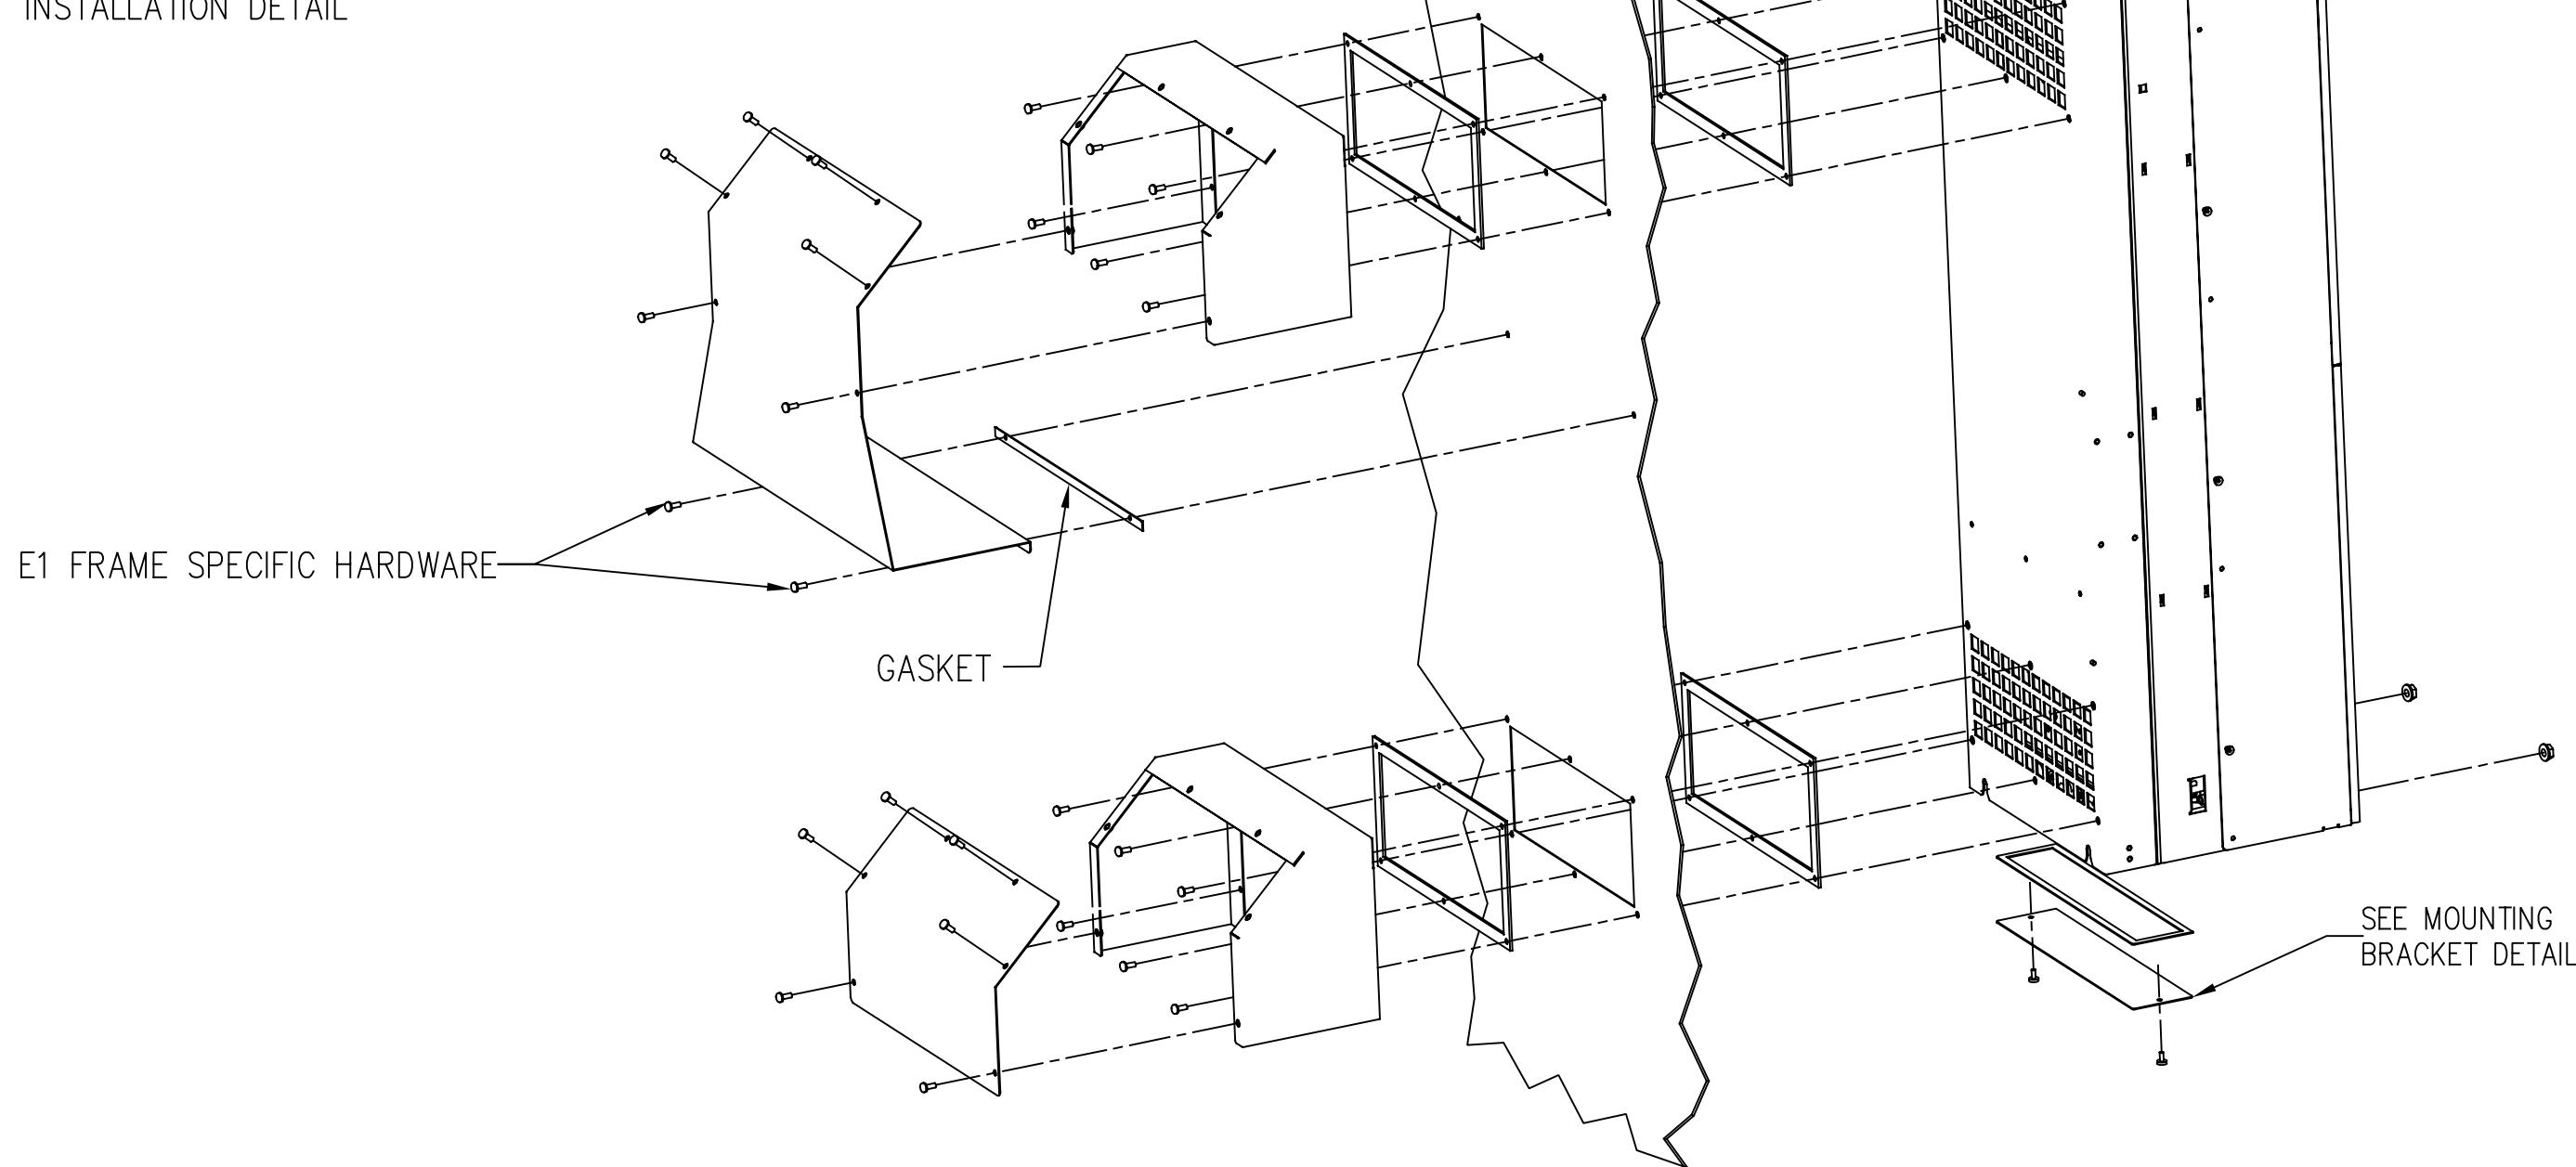 INSTALLATION DETAIL
E1 FRAME SPECIFIC HARDWARE
GASKET
SEE MOUNTING
BRACKET DETAIL